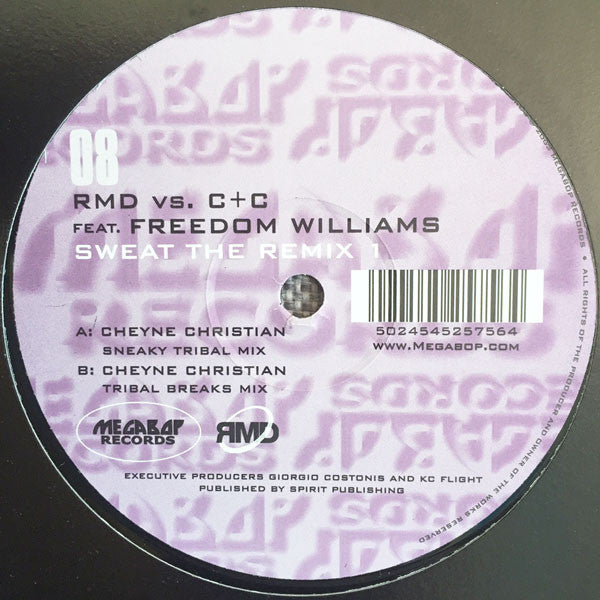 08
RMD vs. C+C
FEAT. FREEDOM WILLIAMS
SWEAT THE REMIX 1
5024545257564
WWW.MEGABOP.COM
A: CHEYNE CHRISTIAN
SNEAKY TRIBAL MIX
B: CHEYNE CHRISTIAN
TRIBAL BREAKS MIX
MEGABOP
RECORDS
RMD
EXECUTIVE PRODUCERS GIORGIO COSTONIS AND KC FLIGHT
PUBLISHED BY SPIRIT PUBLISHING
MEGABOP RECORDS • ALL RIGHTS OF THE PRODUCER AND OWNER OF THE WORKS RESERVED